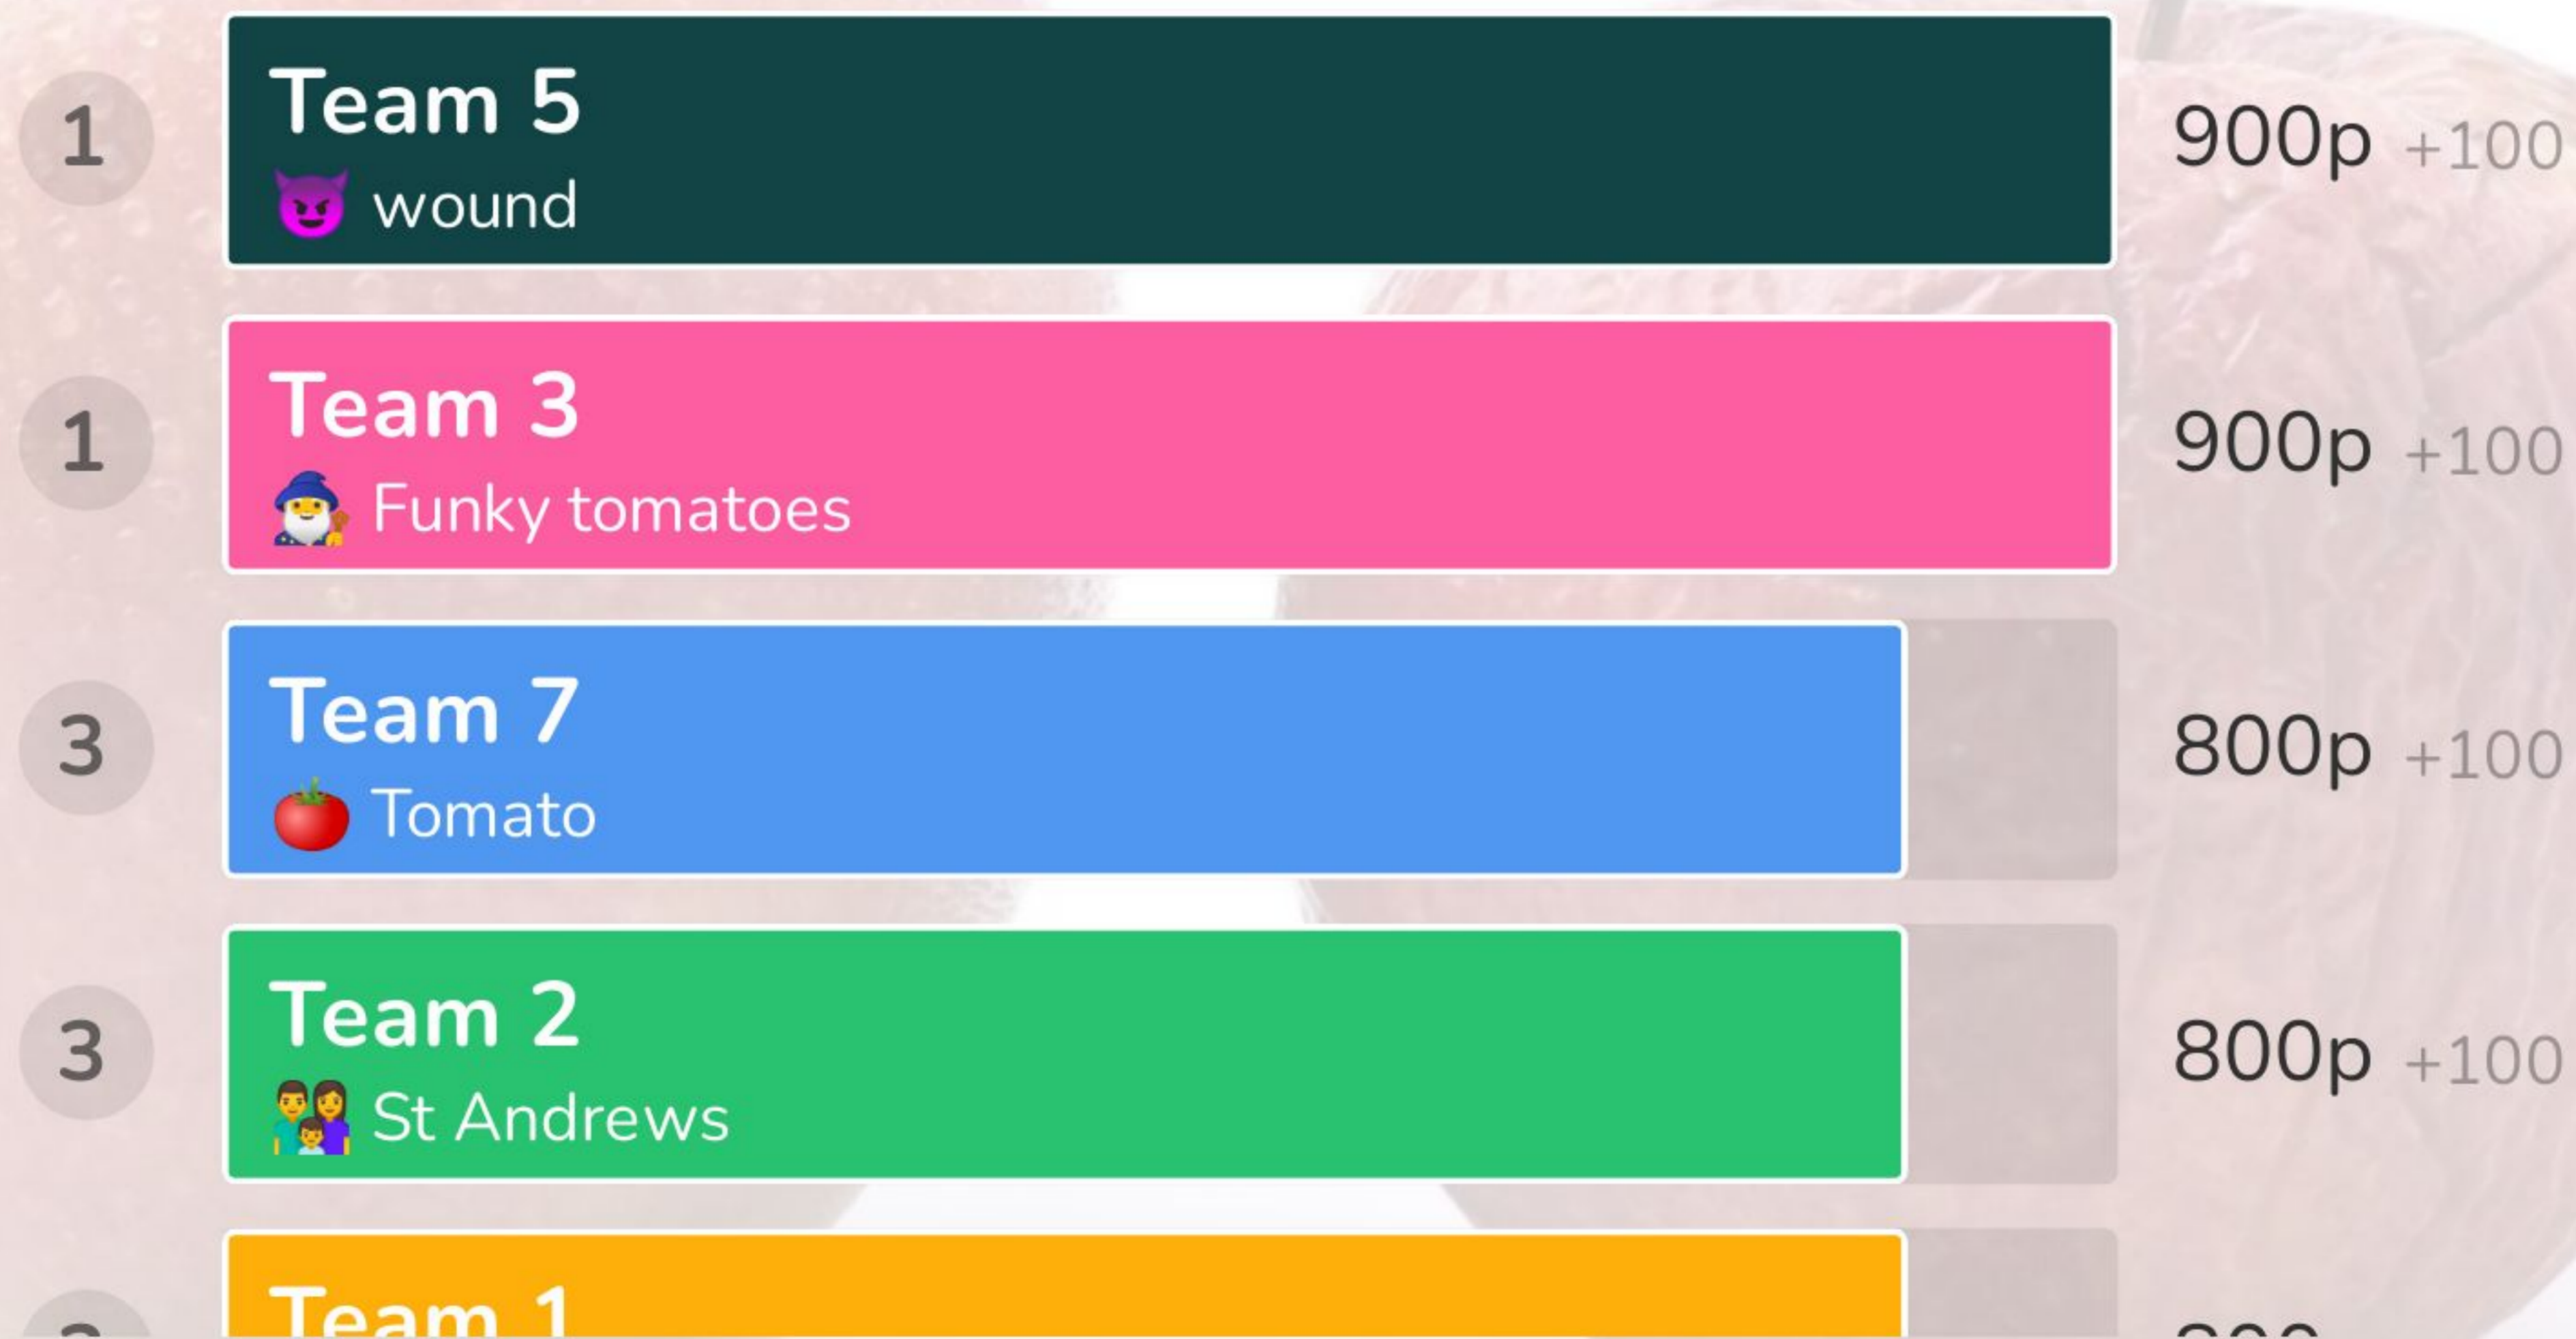 1
Team 5
wound
900p +100
1
Team 3
Funky tomatoes
900p +100
3
Team 7
Tomato
800p +100
3
Team 2
St Andrews
800p +100
Team 1